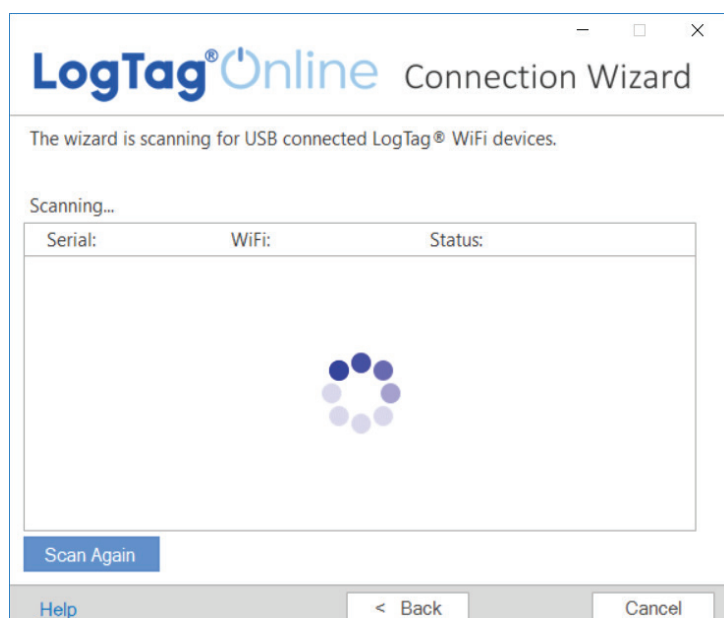 LogTag® Online Connection Wizard
The wizard is scanning for USB connected LogTag® WiFi devices.
Scanning...
Serial: WiFi: Status:
Scan Again
Help < Back Cancel